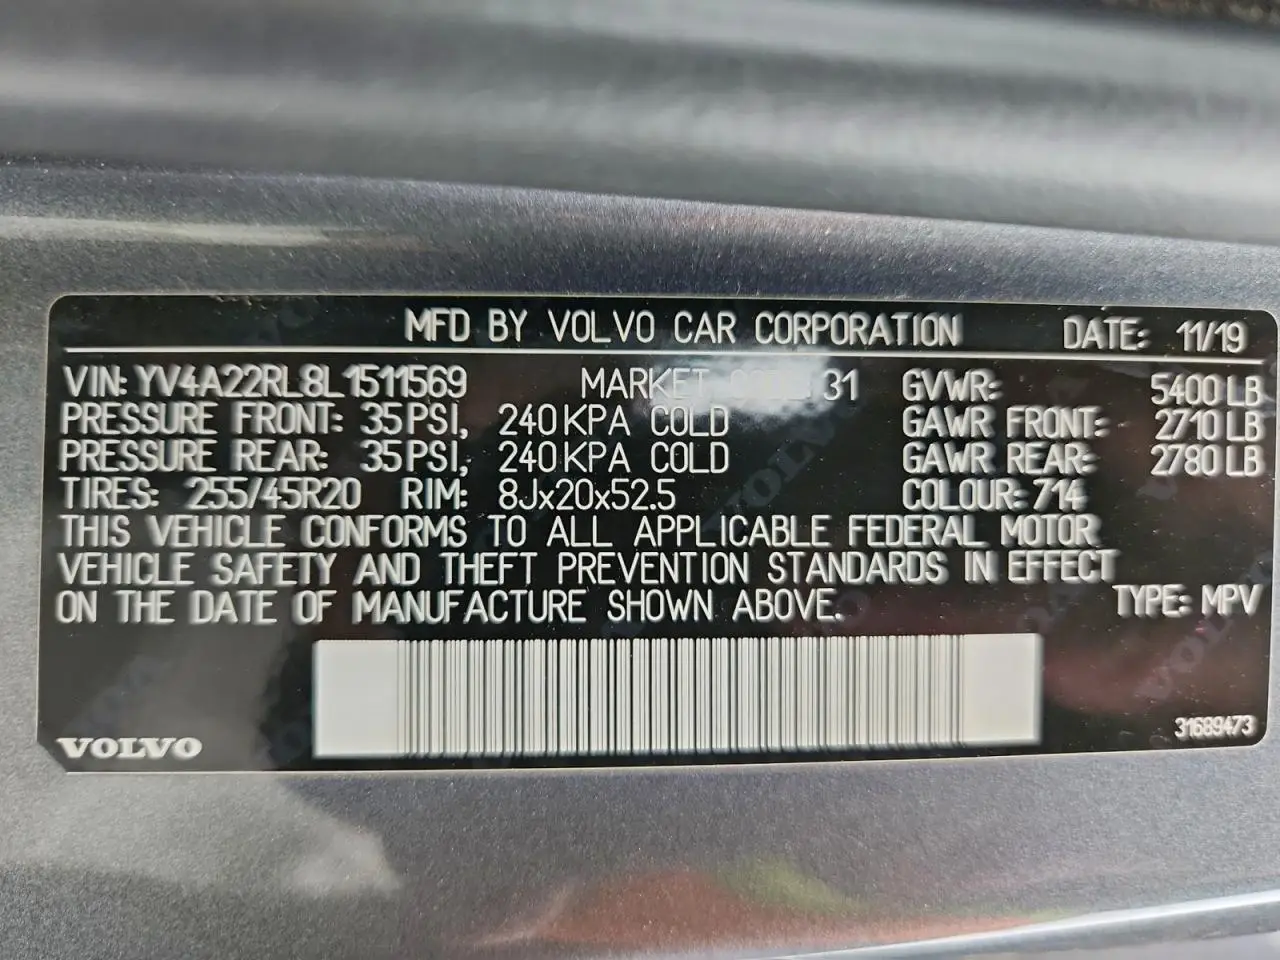 MFD BY VOLVO CAR CORPORATION DATE: 11/19
VIN: YV4A22RL8L1511569 MARKET CODE: 31 GVWR: 5400 LB
PRESSURE FRONT: 35 PSI, 240 KPA COLD GAWR FRONT: 2710 LB
PRESSURE REAR: 35 PSI, 240 KPA COLD GAWR REAR: 2780 LB
TIRES: 255/45R20 RIM: 8Jx20x52.5 COLOUR: 714
THIS VEHICLE CONFORMS TO ALL APPLICABLE FEDERAL MOTOR
VEHICLE SAFETY AND THEFT PREVENTION STANDARDS IN EFFECT
ON THE DATE OF MANUFACTURE SHOWN ABOVE. TYPE: MPV
VOLVO 31689473